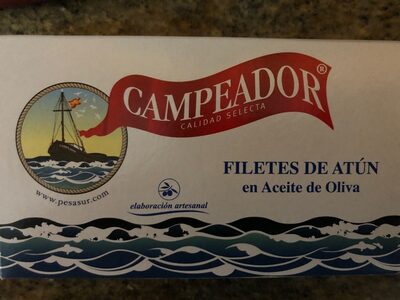 CAMPEADOR®
CALIDAD SELECTA
FILETES DE ATÚN
en Aceite de Oliva
www.pesasur.com
elaboración artesanal